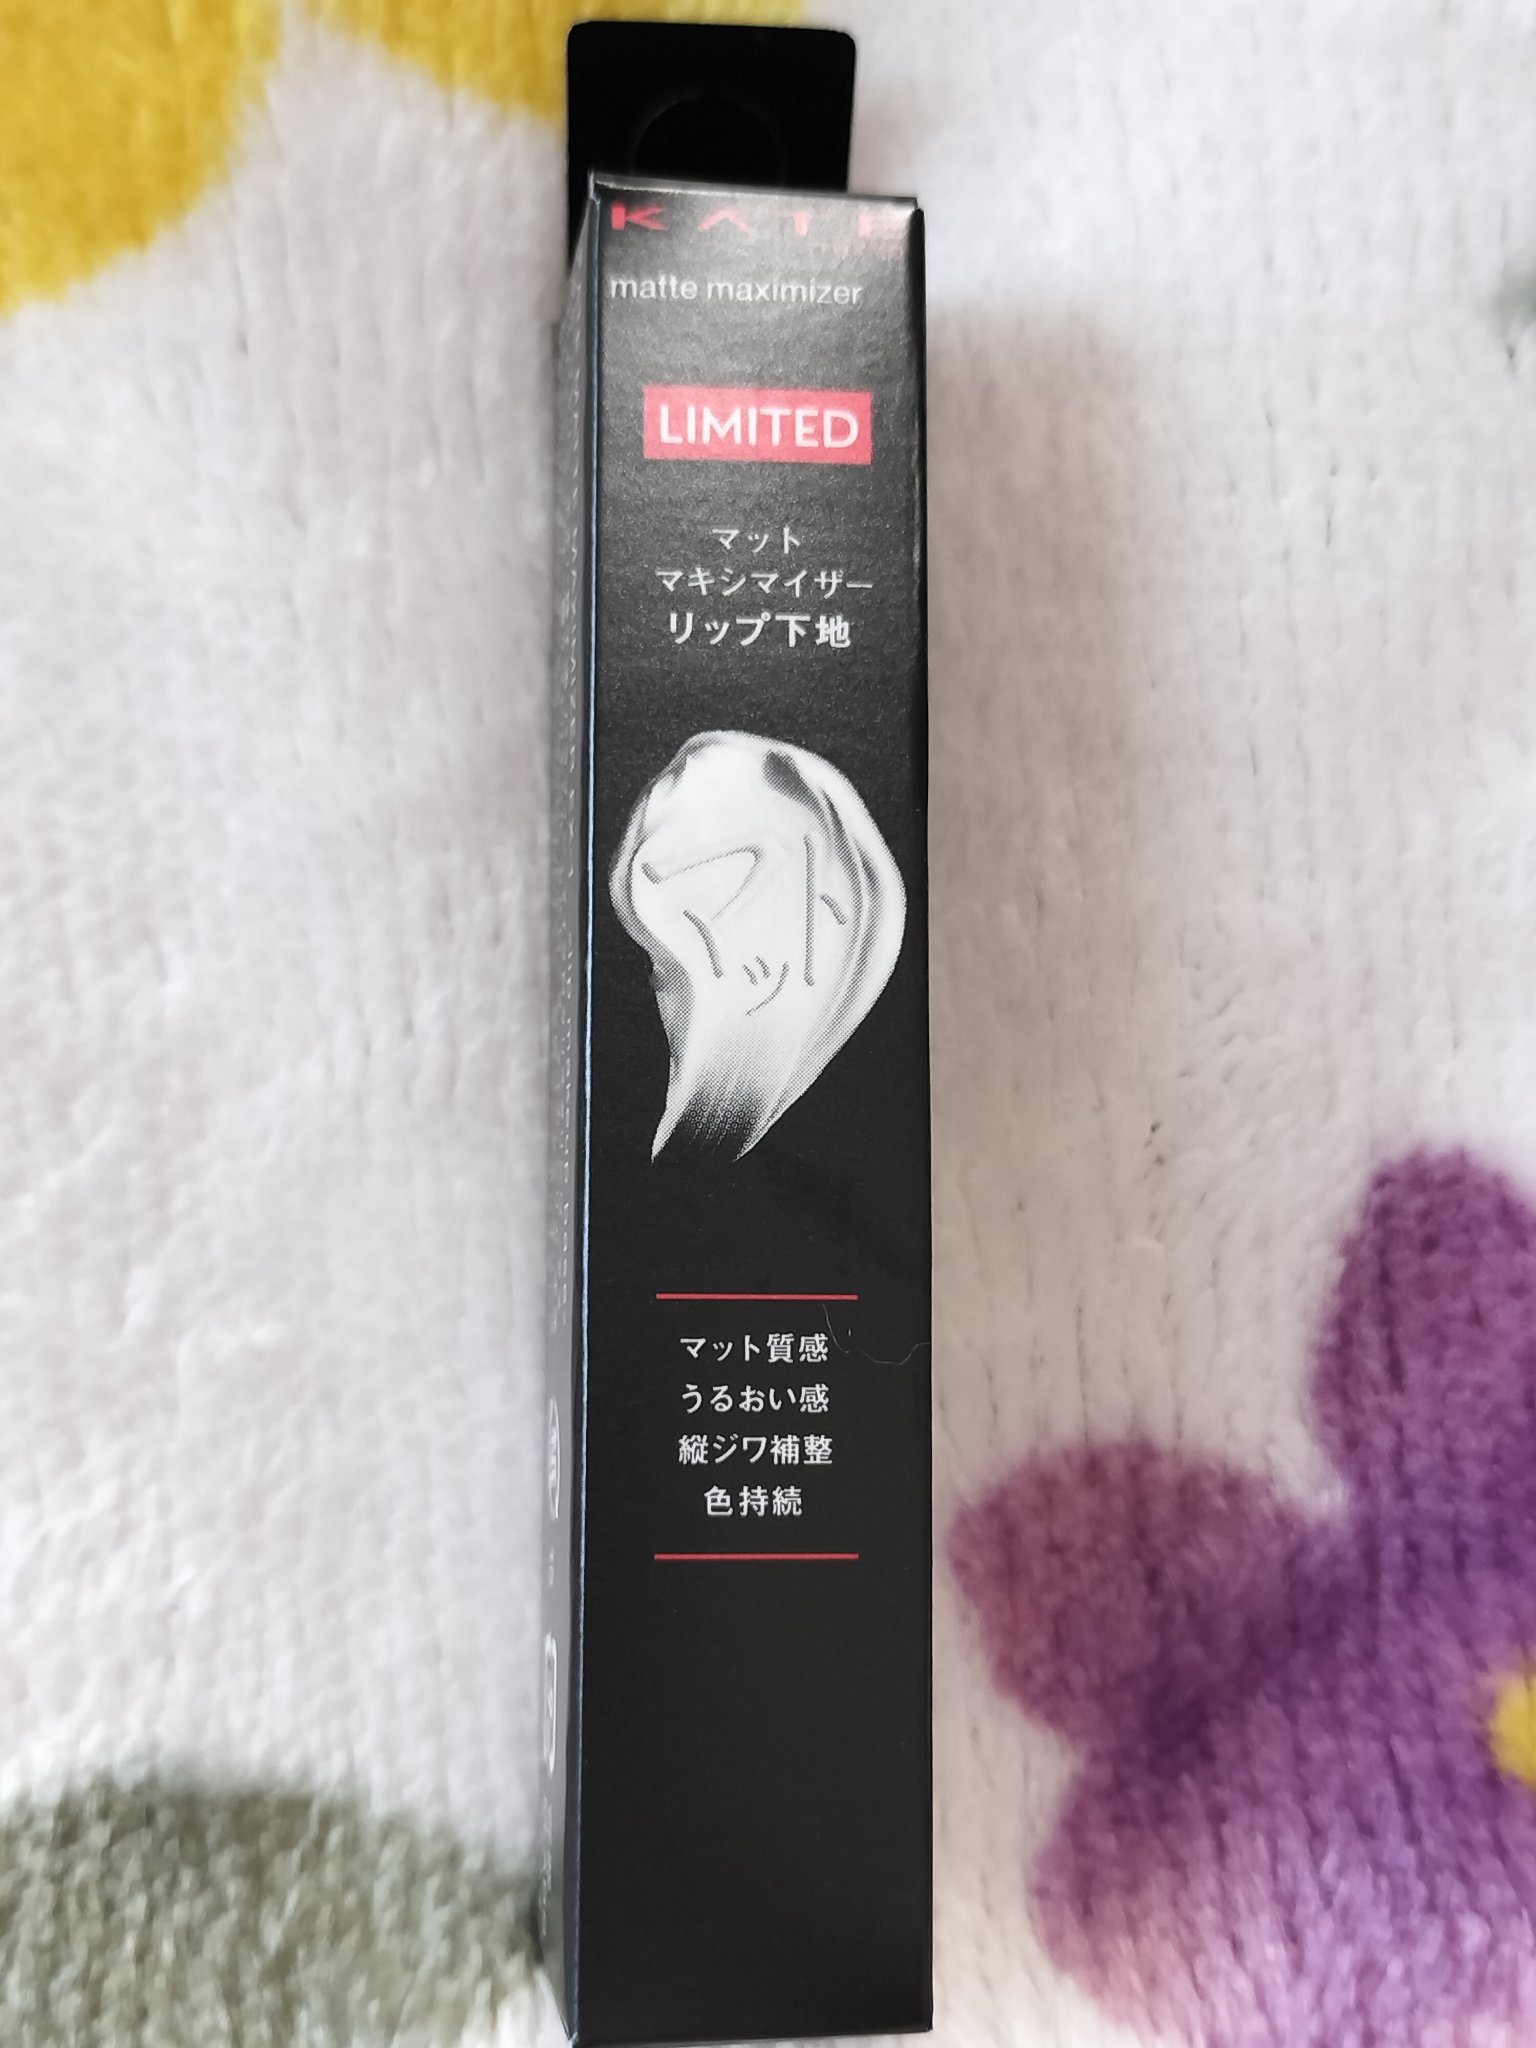 KATE
matte maximizer
LIMITED
マット
マキシマイザー
リップ下地
マット
マット質感
うるおい感
縦ジワ補整
色持続